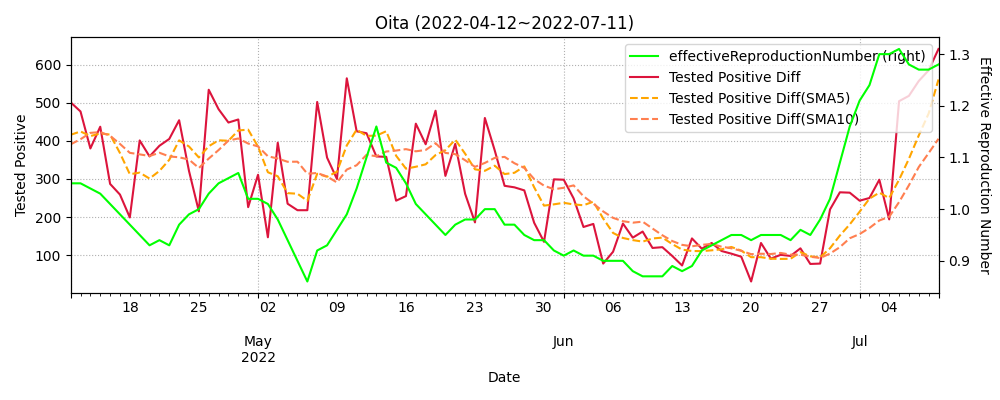 Oita (2022-04-12~2022-07-11)
effectiveReproductionNumber (right)
Tested Positive Diff
Tested Positive Diff(SMA5)
Tested Positive Diff(SMA10)
Tested Positive
600
500
400
300
200
100
1.3
1.2
1.1
1.0
0.9
Effective Reproduction Number
18 25 02 09 16 23 30 06 13 20 27 04
May Jun Jul
2022
Date